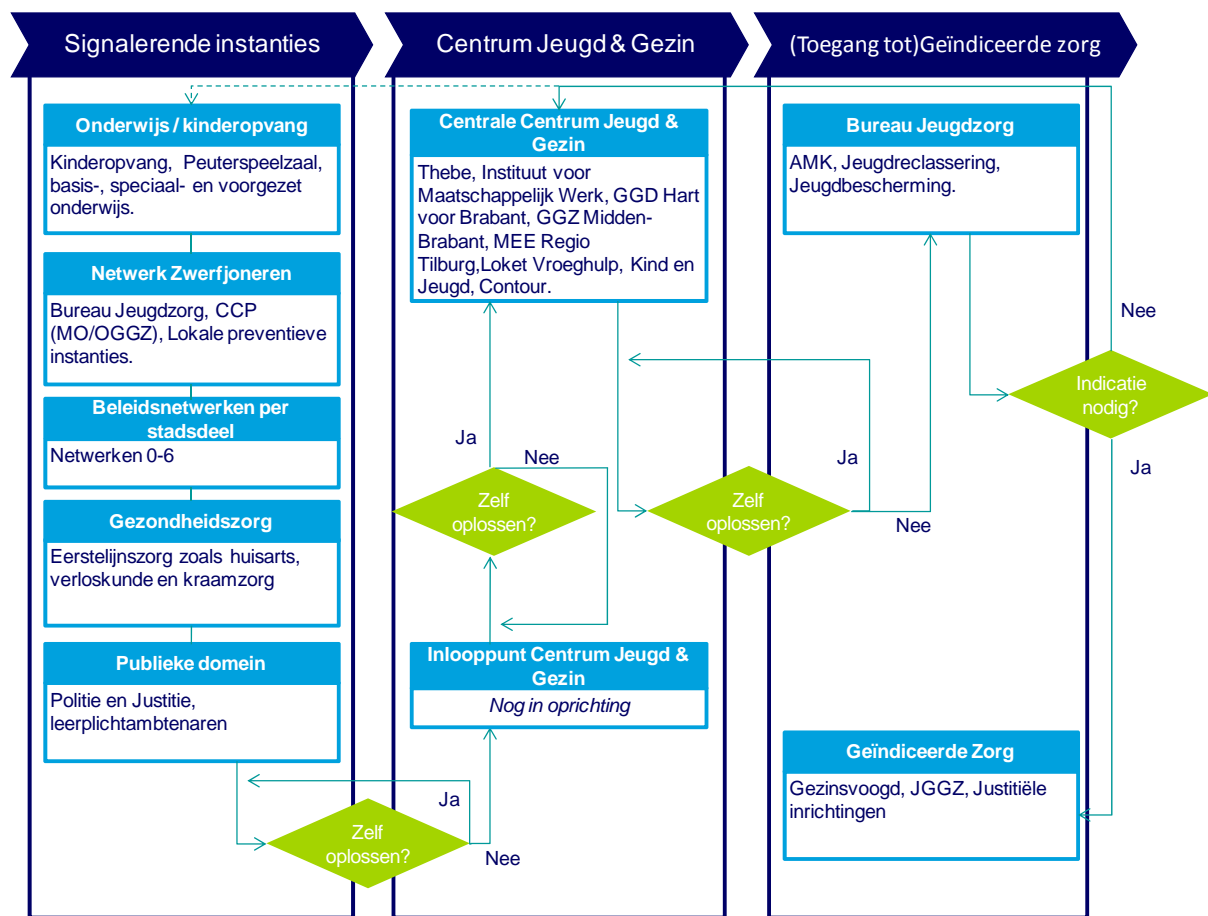 Signalerende instanties
Centrum Jeugd & Gezin
(Toegang tot)Geïndiceerde zorg
Onderwijs / kinderopvang
Kinderopvang, Peuterspeelzaal,
basis-, speciaal- en voorgezet
onderwijs.
Netwerk Zwerfjoneren
Bureau Jeugdzorg, CCP
(MO/OGGZ), Lokale preventieve
instanties.
Beleidsnetwerken per
stadsdeel
Netwerken 0-6
Gezondheidszorg
Eerstelijnszorg zoals huisarts,
verloskunde en kraamzorg
Publieke domein
Politie en Justitie,
leerplichtambtenaren
Ja
Zelf
oplossen?
Nee
Centrale Centrum Jeugd &
Gezin
Thebe, Instituut voor
Maatschappelijk Werk, GGD Hart
voor Brabant, GGZ Midden-
Brabant, MEE Regio
Tilburg,Loket Vroeghulp, Kind en
Jeugd, Contour.
Ja
Nee
Zelf
oplossen?
Inlooppunt Centrum Jeugd &
Gezin
Nog in oprichting
Zelf
oplossen?
Ja
Nee
Bureau Jeugdzorg
AMK, Jeugdreclassering,
Jeugdbescherming.
Nee
Indicatie
nodig?
Ja
Geïndiceerde Zorg
Gezinsvoogd, JGGZ, Justitiële
inrichtingen